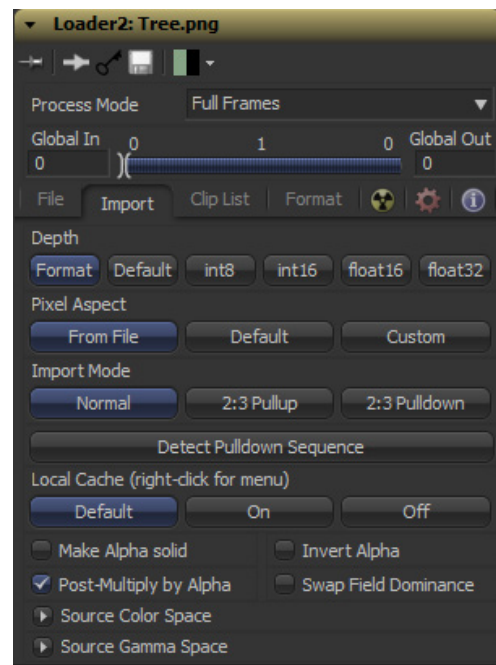 Loader2: Tree.png
Process Mode Full Frames
Global In 0 1 0 Global Out
0 0
File Import Clip List Format
Depth
Format Default int8 int16 float16 float32
Pixel Aspect
From File Default Custom
Import Mode
Normal 2:3 Pullup 2:3 Pulldown
Detect Pulldown Sequence
Local Cache (right-click for menu)
Default On Off
Make Alpha solid Invert Alpha
Post-Multiply by Alpha Swap Field Dominance
Source Color Space
Source Gamma Space